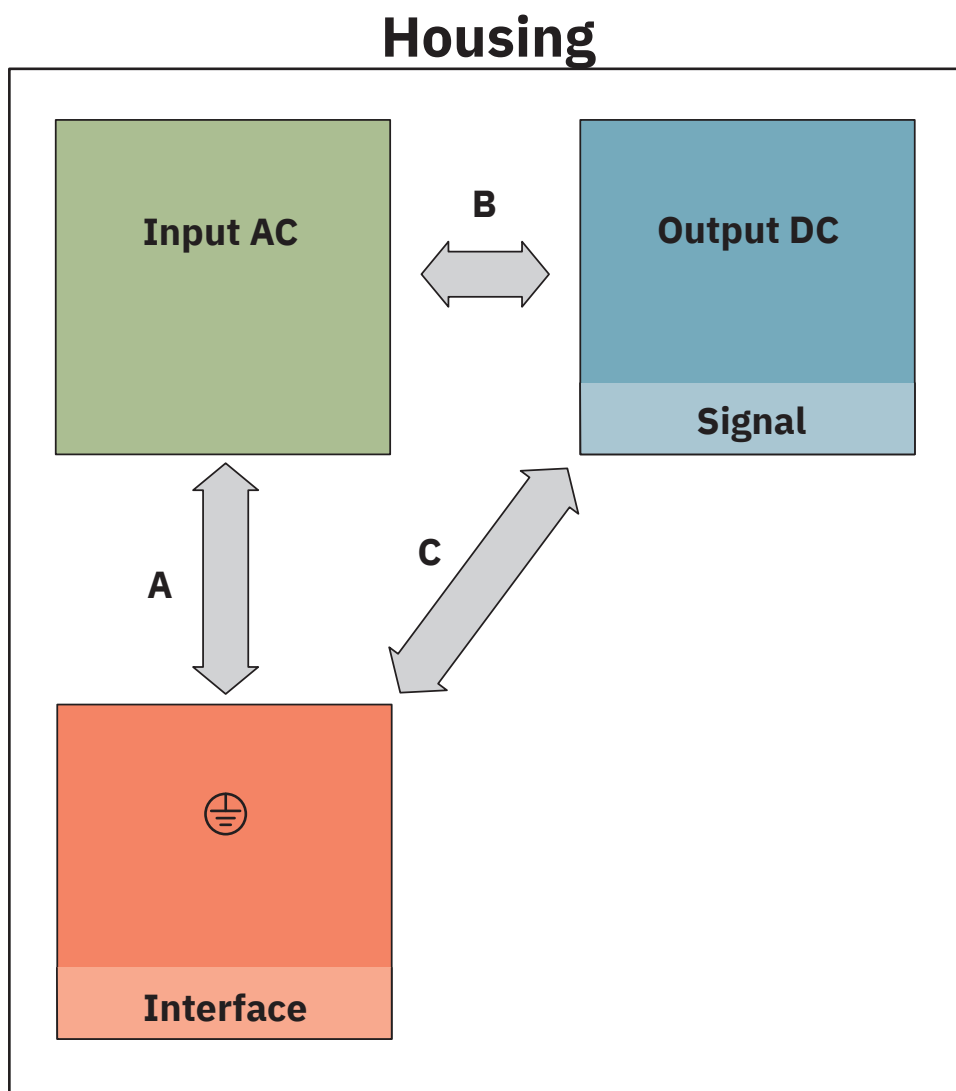 Housing
Input AC
B
Output DC
Signal
A
C
Interface